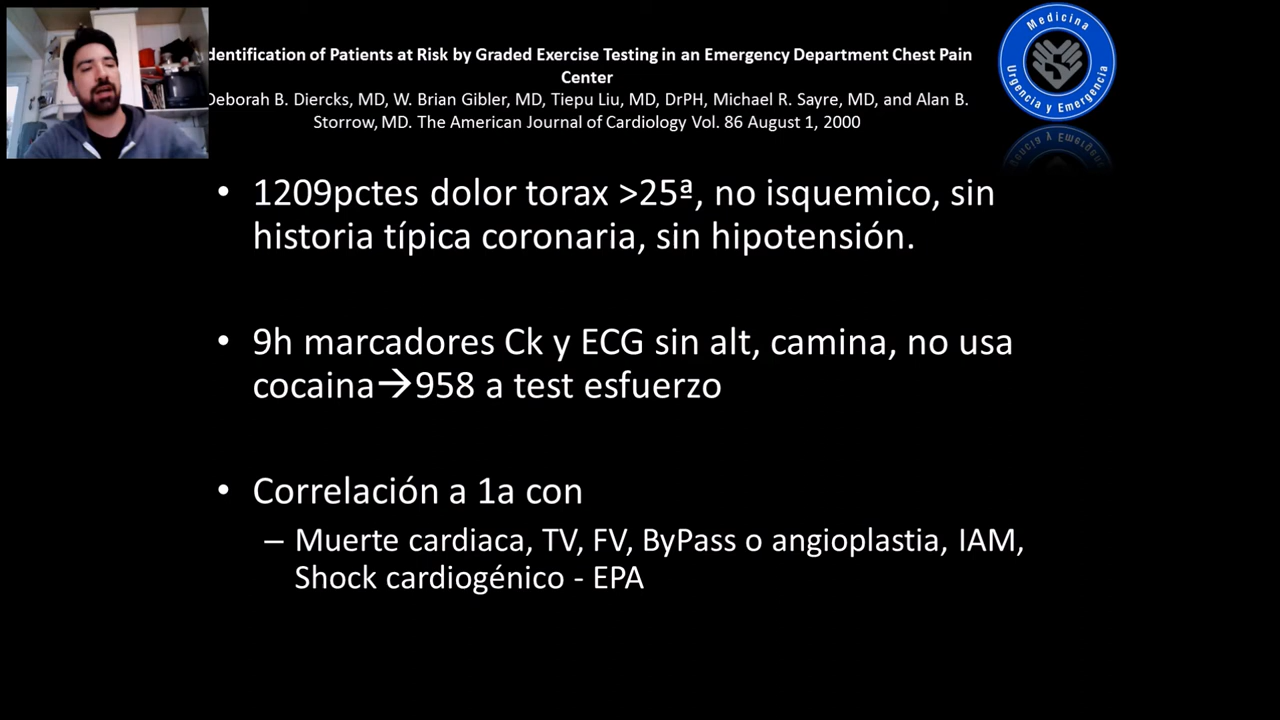 dentification of Patients at Risk by Graded Exercise Testing in an Emergency Department Chest Pain
Center
Deborah B. Diercks, MD, W. Brian Gibler, MD, Tiepu Liu, MD, DrPH, Michael R. Sayre, MD, and Alan B.
Storrow, MD. The American Journal of Cardiology Vol. 86 August 1, 2000
Medicina
Urgencia y Emergencia
• 1209pctes dolor torax >25ª, no isquemico, sin
historia típica coronaria, sin hipotensión.
• 9h marcadores Ck y ECG sin alt, camina, no usa
cocaina→958 a test esfuerzo
• Correlación a 1a con
– Muerte cardiaca, TV, FV, ByPass o angioplastia, IAM,
Shock cardiogénico - EPA